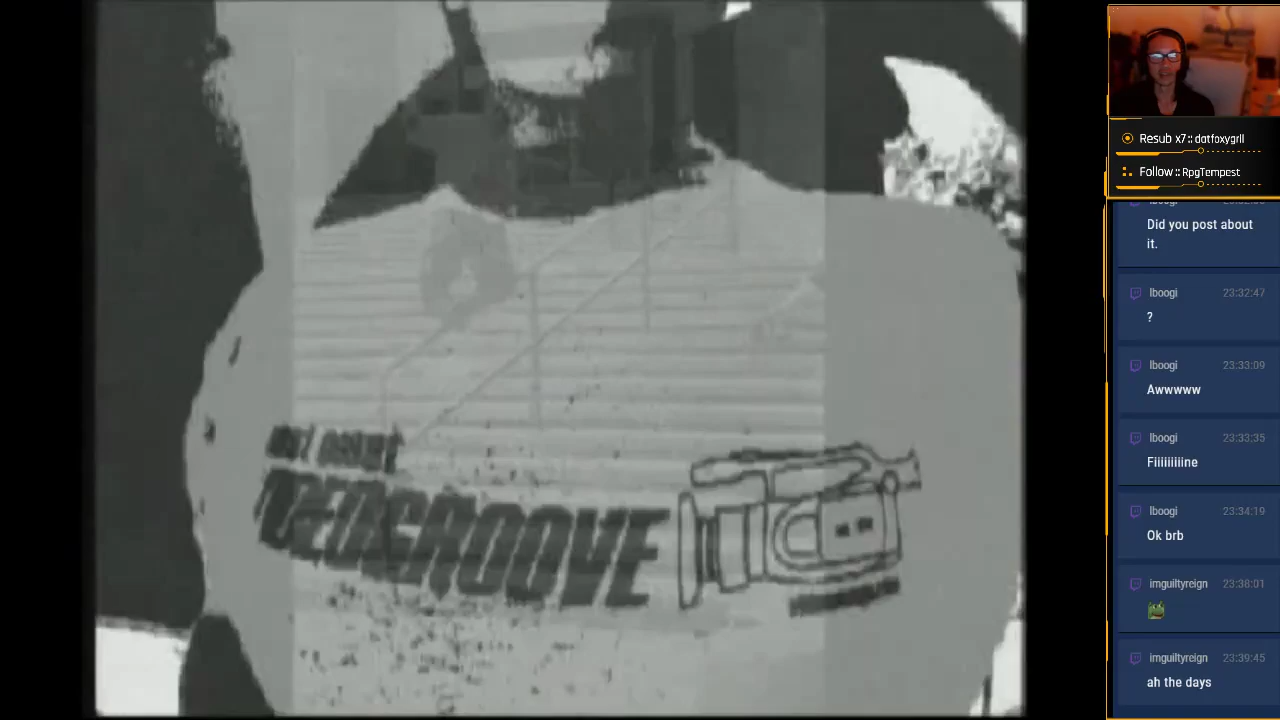 GROOVE
Resub x7 :: datfoxygrll
Follow :: RpgTempest
Did you post about
it.
lboogi 23:32:47
?
lboogi 23:33:09
Awwwww
lboogi 23:33:35
Fiiiiiiiiine
lboogi 23:34:19
Ok brb
imguiltyreign 23:38:01
imguiltyreign 23:39:45
ah the days